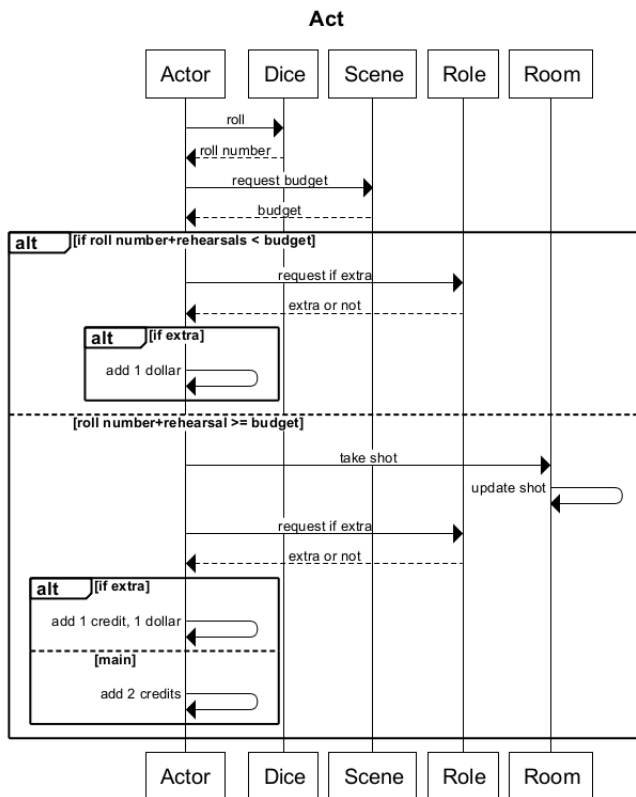 Act
Actor Dice Scene Role Room
roll
roll number
request budget
budget
alt [if roll number+rehearsals < budget]
request if extra
extra or not
alt [if extra]
add 1 dollar
[roll number+rehearsal >= budget]
take shot
update shot
request if extra
extra or not
alt [if extra]
add 1 credit, 1 dollar
[main]
add 2 credits
Actor Dice Scene Role Room